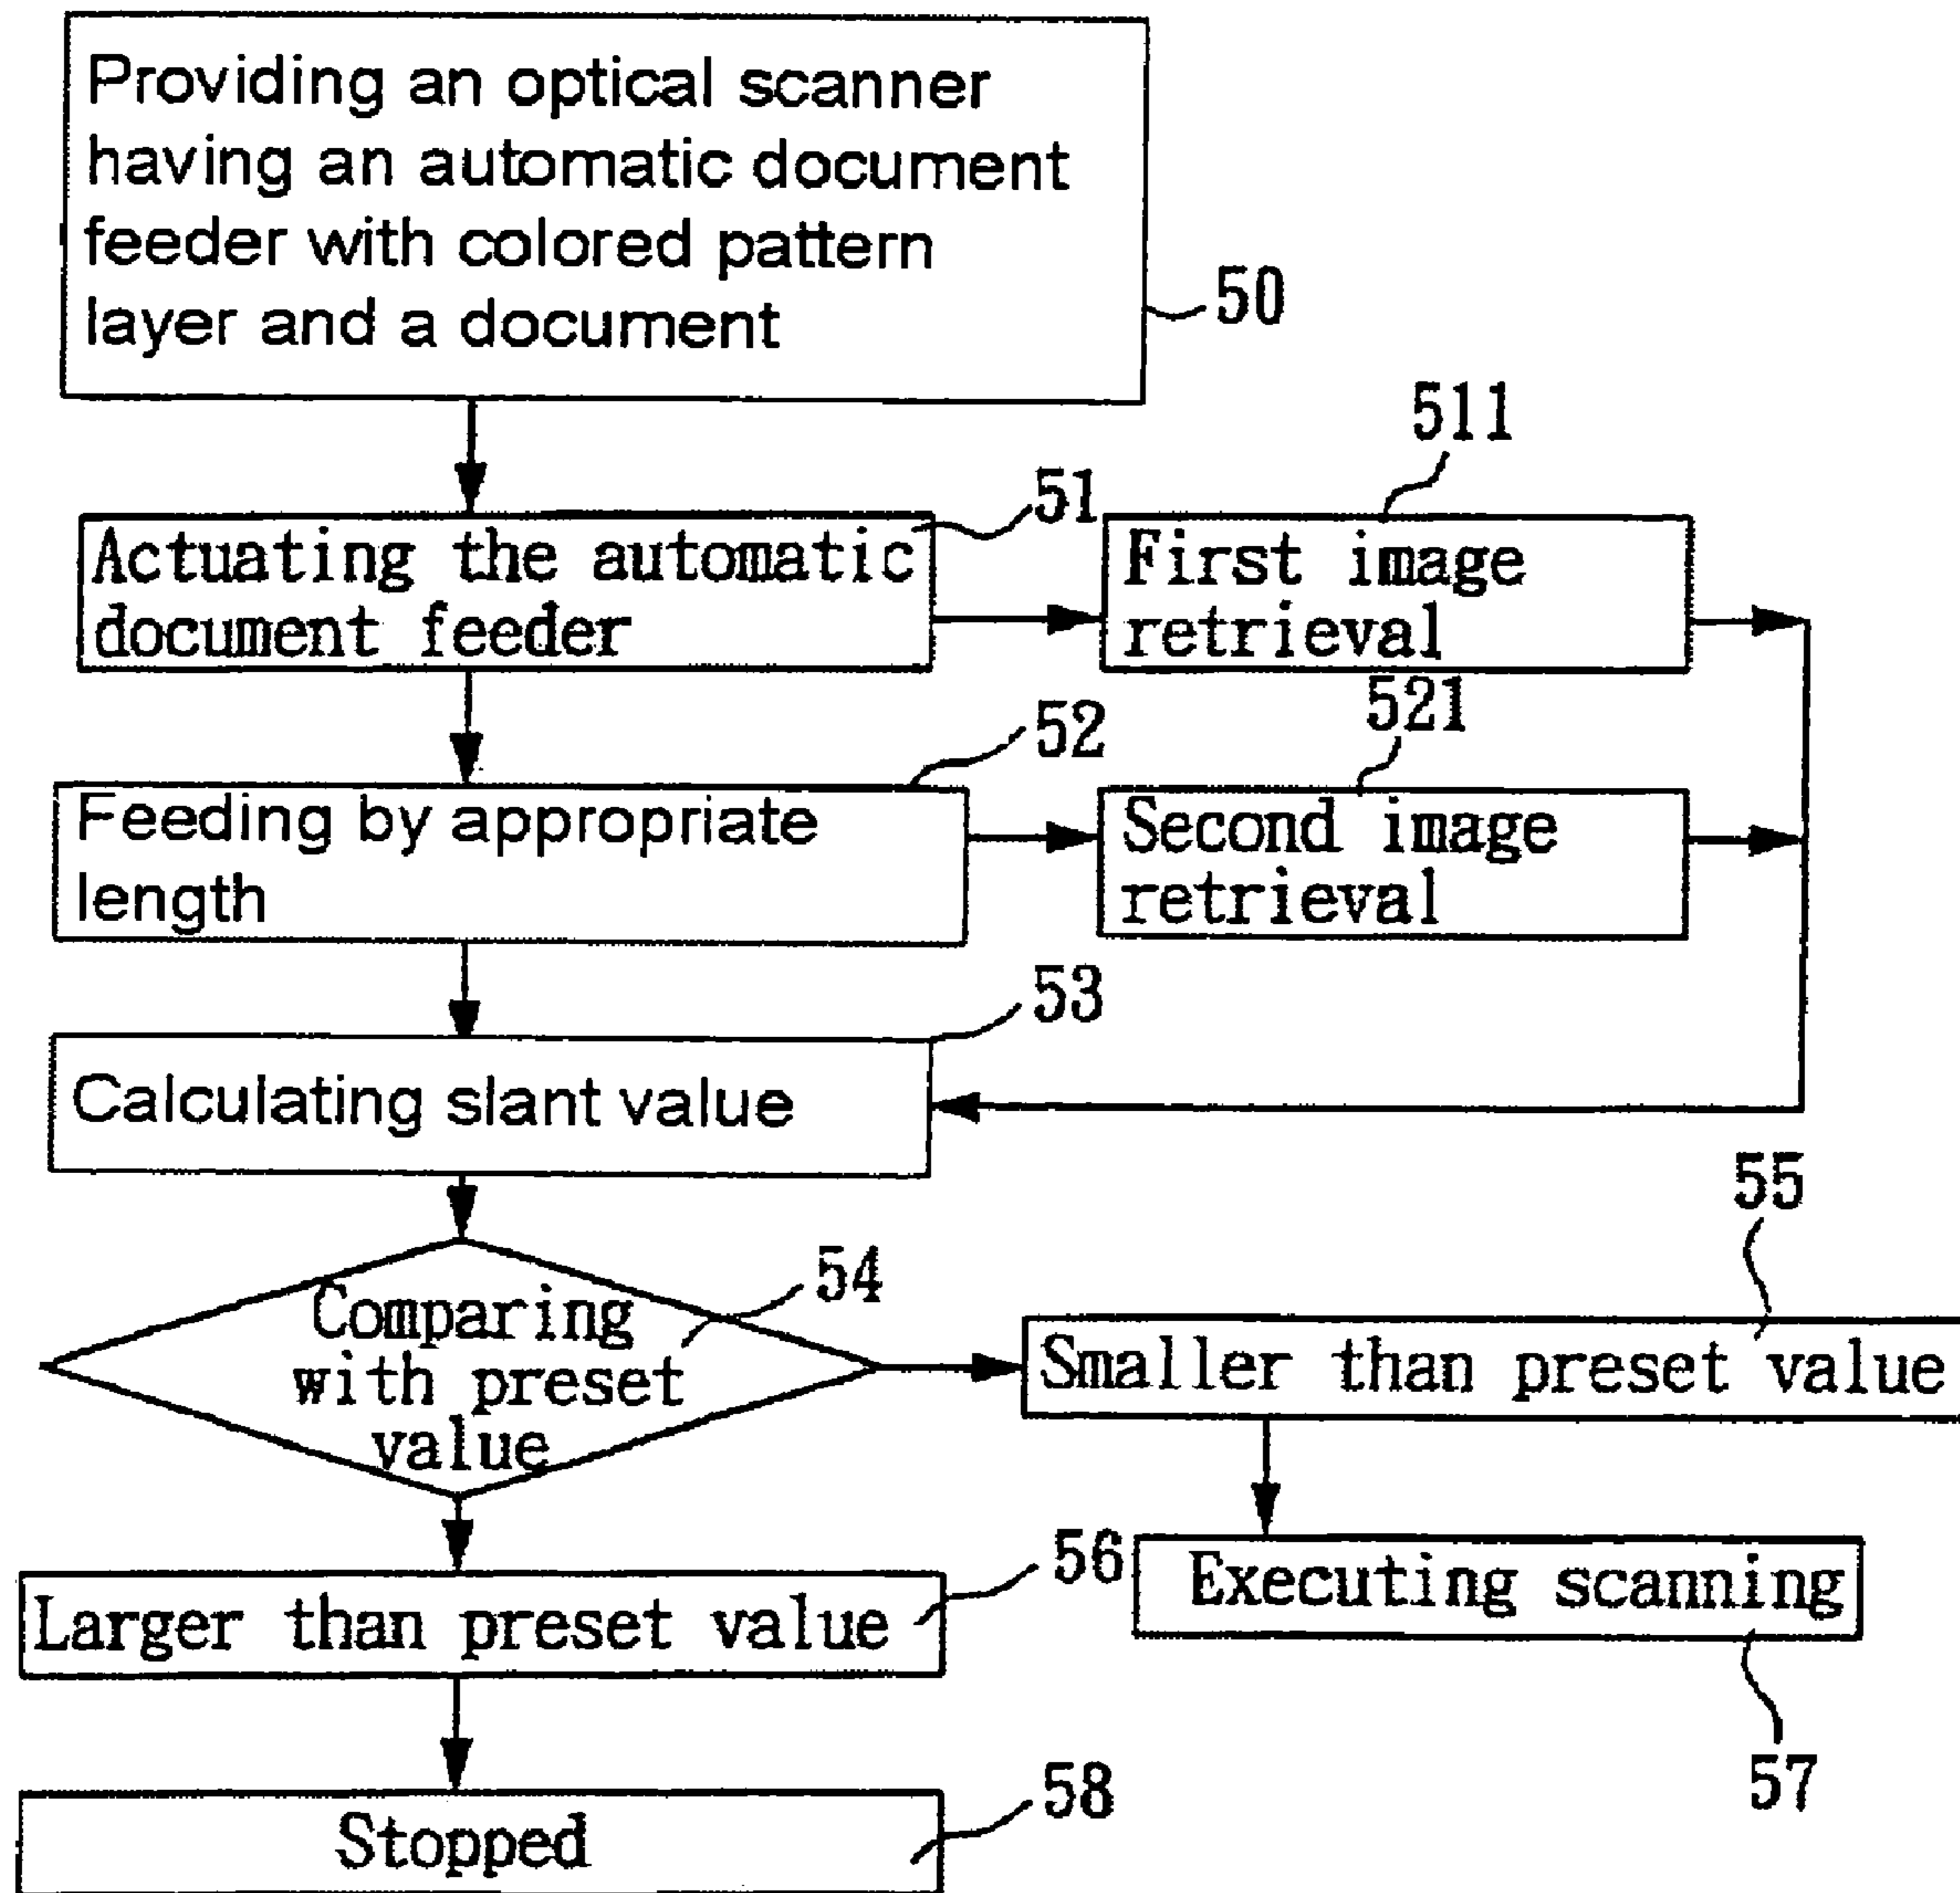 Providing an optical scanner
having an automatic document
feeder with colored pattern
layer and a document
50
511
51
Actuating the automatic
document feeder
First image
retrieval
521
52
Feeding by appropriate
length
Second image
retrieval
53
Calculating slant value
55
54
Comparing
with preset
value
Smaller than preset value
56
Larger than preset value
Executing scanning
57
58
Stopped